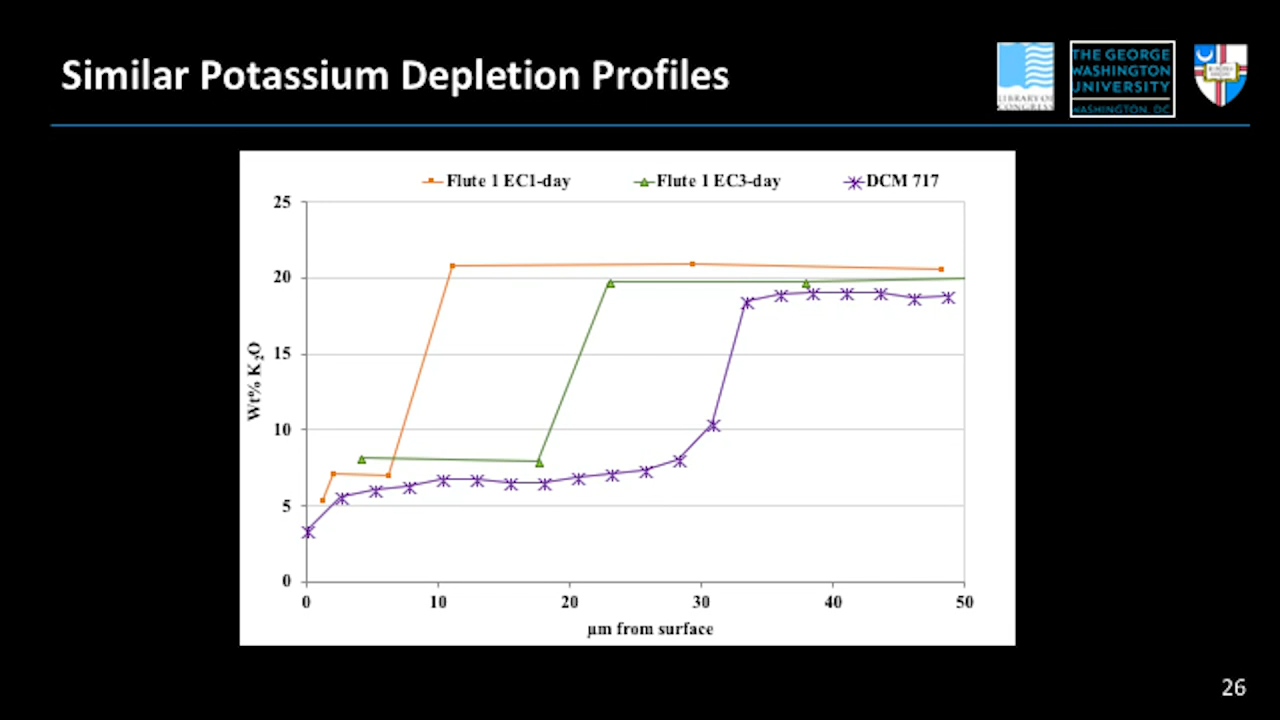 Similar Potassium Depletion Profiles
LIBRARY OF
CONGRESS
THE GEORGE
WASHINGTON
UNIVERSITY
WASHINGTON, DC
Flute 1 EC1-day
Flute 1 EC3-day
DCM 717
25
20
15
10
5
0
Wt% K₂O
0
10
20
30
40
50
µm from surface
26